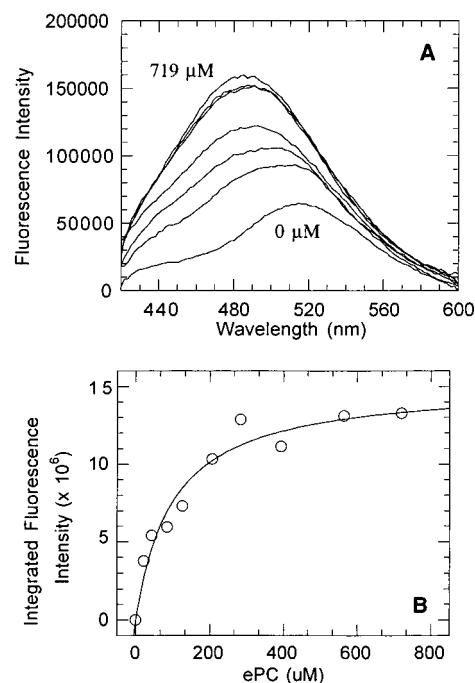 A
200000
150000
100000
50000
0
719 μM
0 μM
Fluorescence Intensity
440 480 520 560 600
Wavelength (nm)
15
10
5
0
Integrated Fluorescence
Intensity (x 10⁶)
B
0 200 400 600 800
ePC (uM)